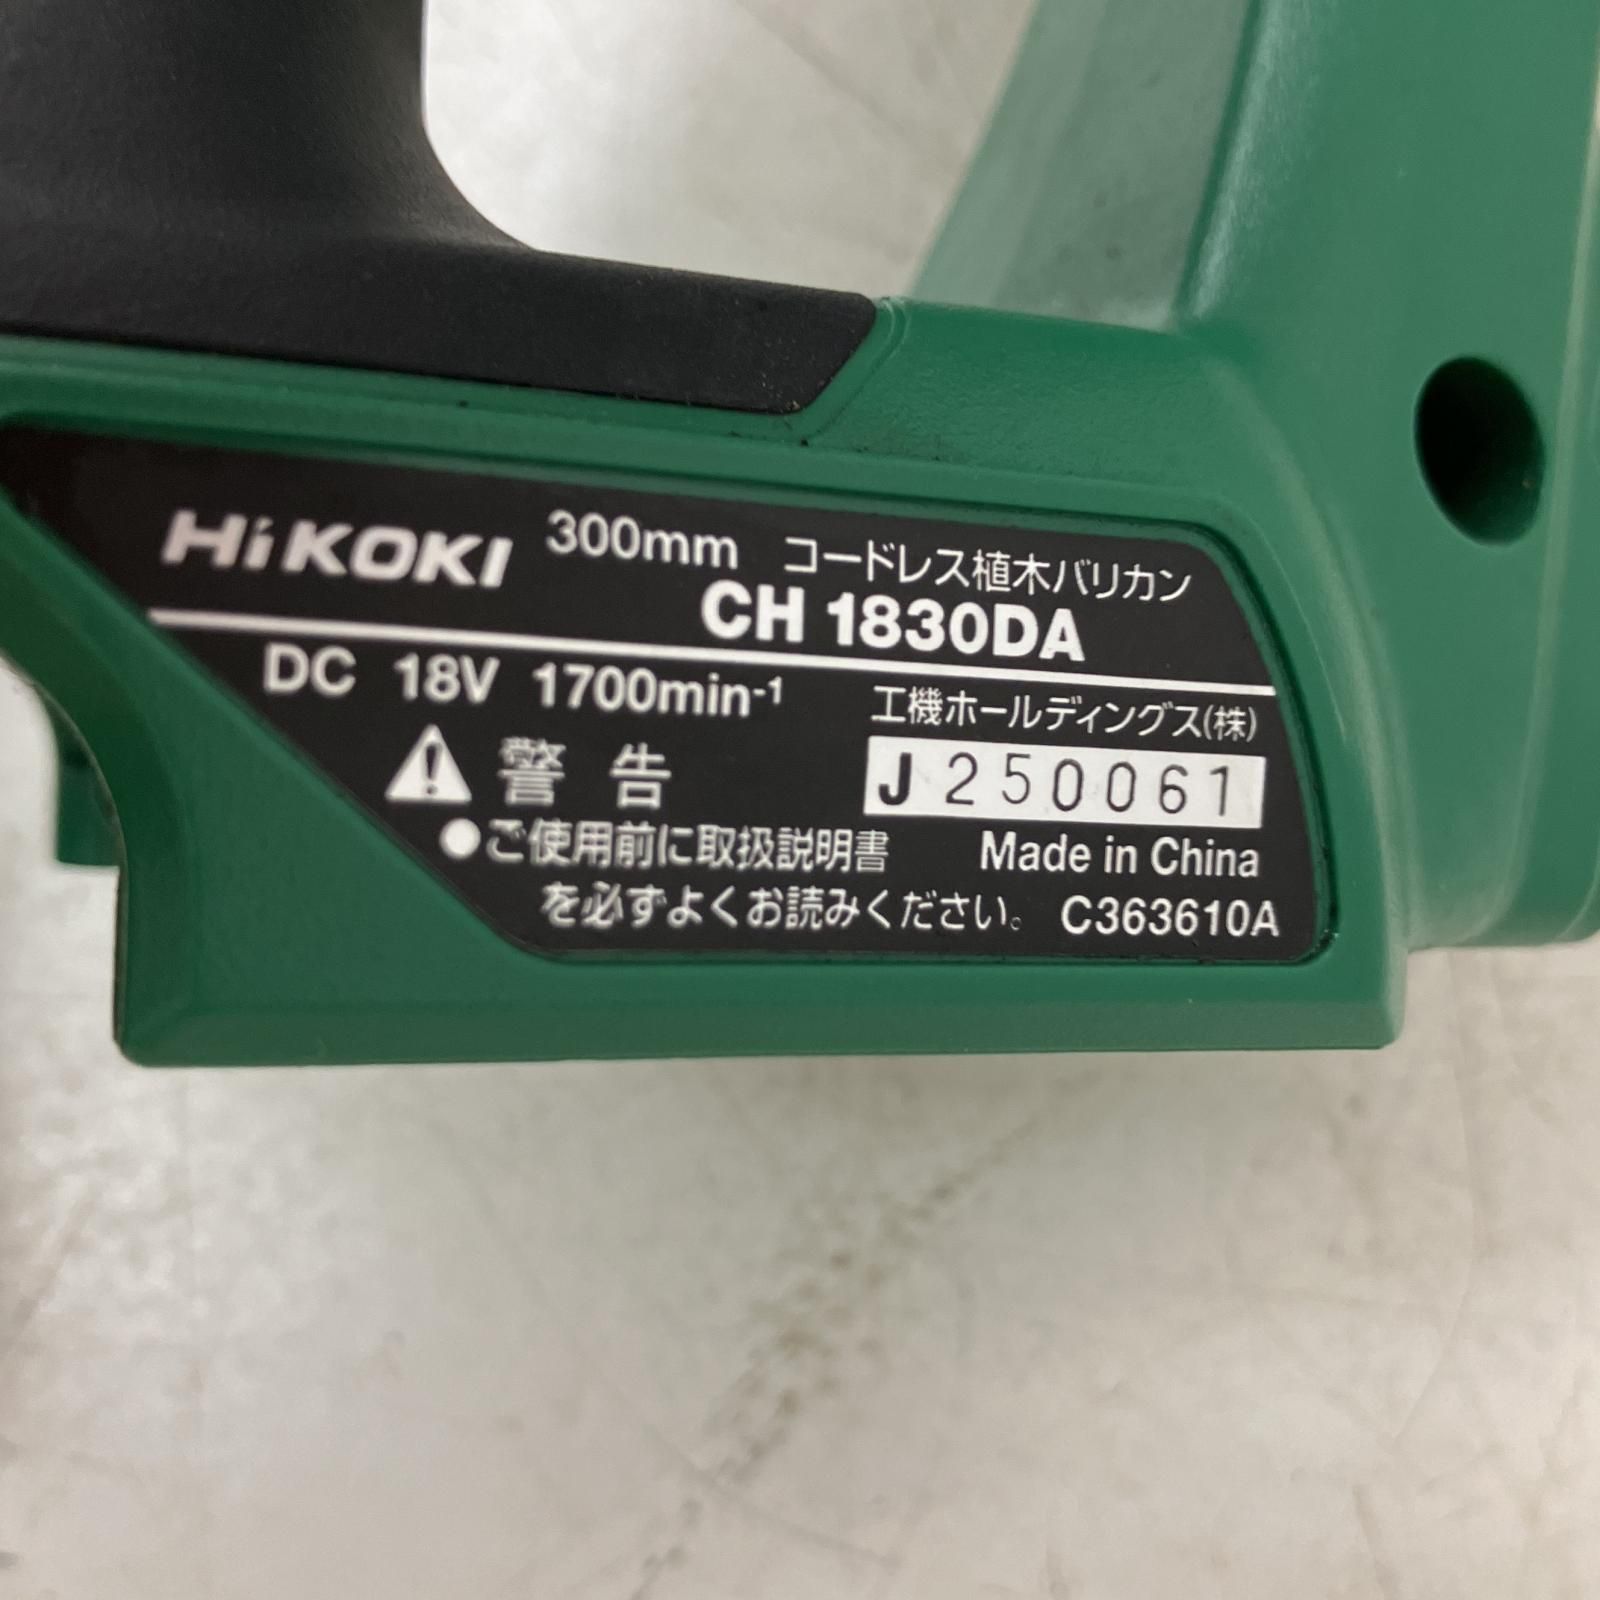 HiKOKI 300mm コードレス植木バリカン
CH 1830DA
DC 18V 1700min-1 工機ホールディングス(株)
警告 J 250061
●ご使用前に取扱説明書 Made in China
を必ずよくお読みください。 C363610A